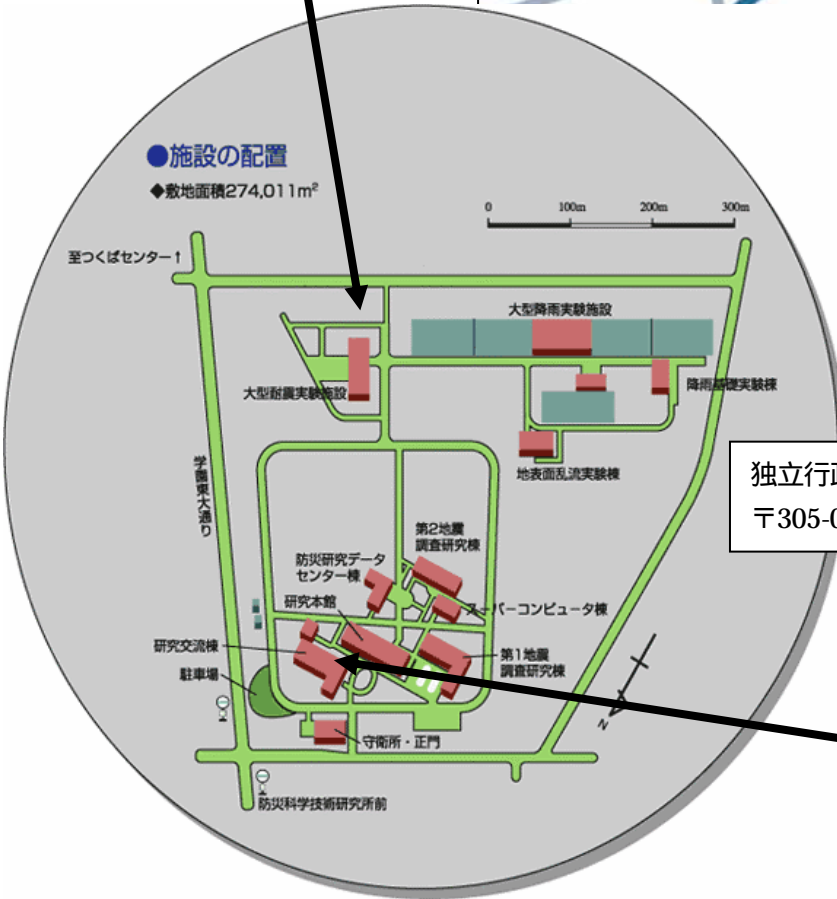 ●施設の配置
◆敷地面積274,011m²
0 100m 200m 300m
至つくばセンター↑
大型降雨実験施設
大型耐震実験施設
降雨基礎実験棟
地表面乱流実験棟
学園東大通り
独立行政
〒305-0
第2地震
調査研究棟
防災研究データ
センター棟
研究本館
スーパーコンピュータ棟
研究交流棟
第1地震
調査研究棟
駐車場
N
守衛所・正門
防災科学技術研究所前